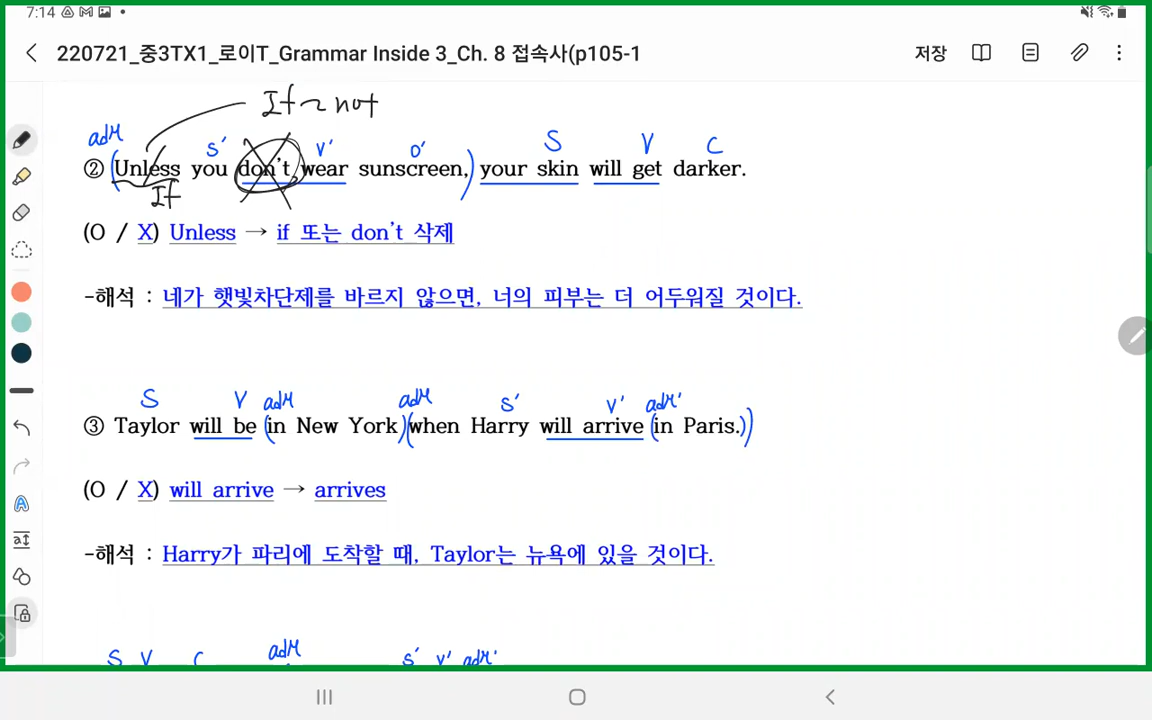 7:14
220721_중3TX1_로이T_Grammar Inside 3_Ch. 8 접속사(p105-1
저장
If ~ not
adv S' V' O' S V C
② (Unless you don't wear sunscreen,) your skin will get darker.
If
(O / X) Unless → if 또는 don't 삭제
-해석 : 네가 햇빛차단제를 바르지 않으면, 너의 피부는 더 어두워질 것이다.
S V adv adv S' V' adv'
③ Taylor will be (in New York) (when Harry will arrive (in Paris.))
(O / X) will arrive → arrives
-해석 : Harry가 파리에 도착할 때, Taylor는 뉴욕에 있을 것이다.
S V C adv S' V' adv'